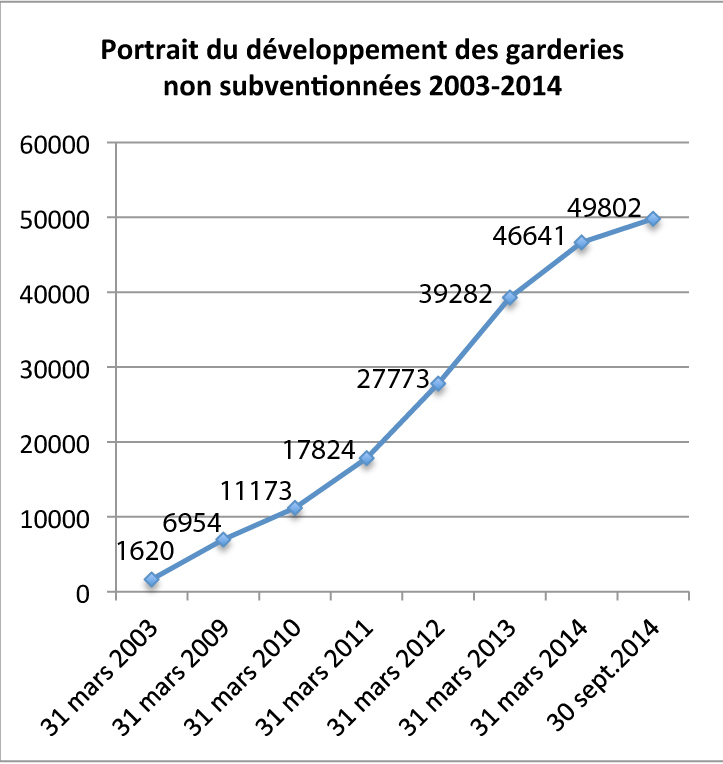 Portrait du développement des garderies
non subventionnées 2003-2014
60000
50000
40000
30000
20000
10000
0
1620
6954
11173
17824
27773
39282
46641
49802
31 mars 2003
31 mars 2009
31 mars 2010
31 mars 2011
31 mars 2012
31 mars 2013
31 mars 2014
30 sept.2014